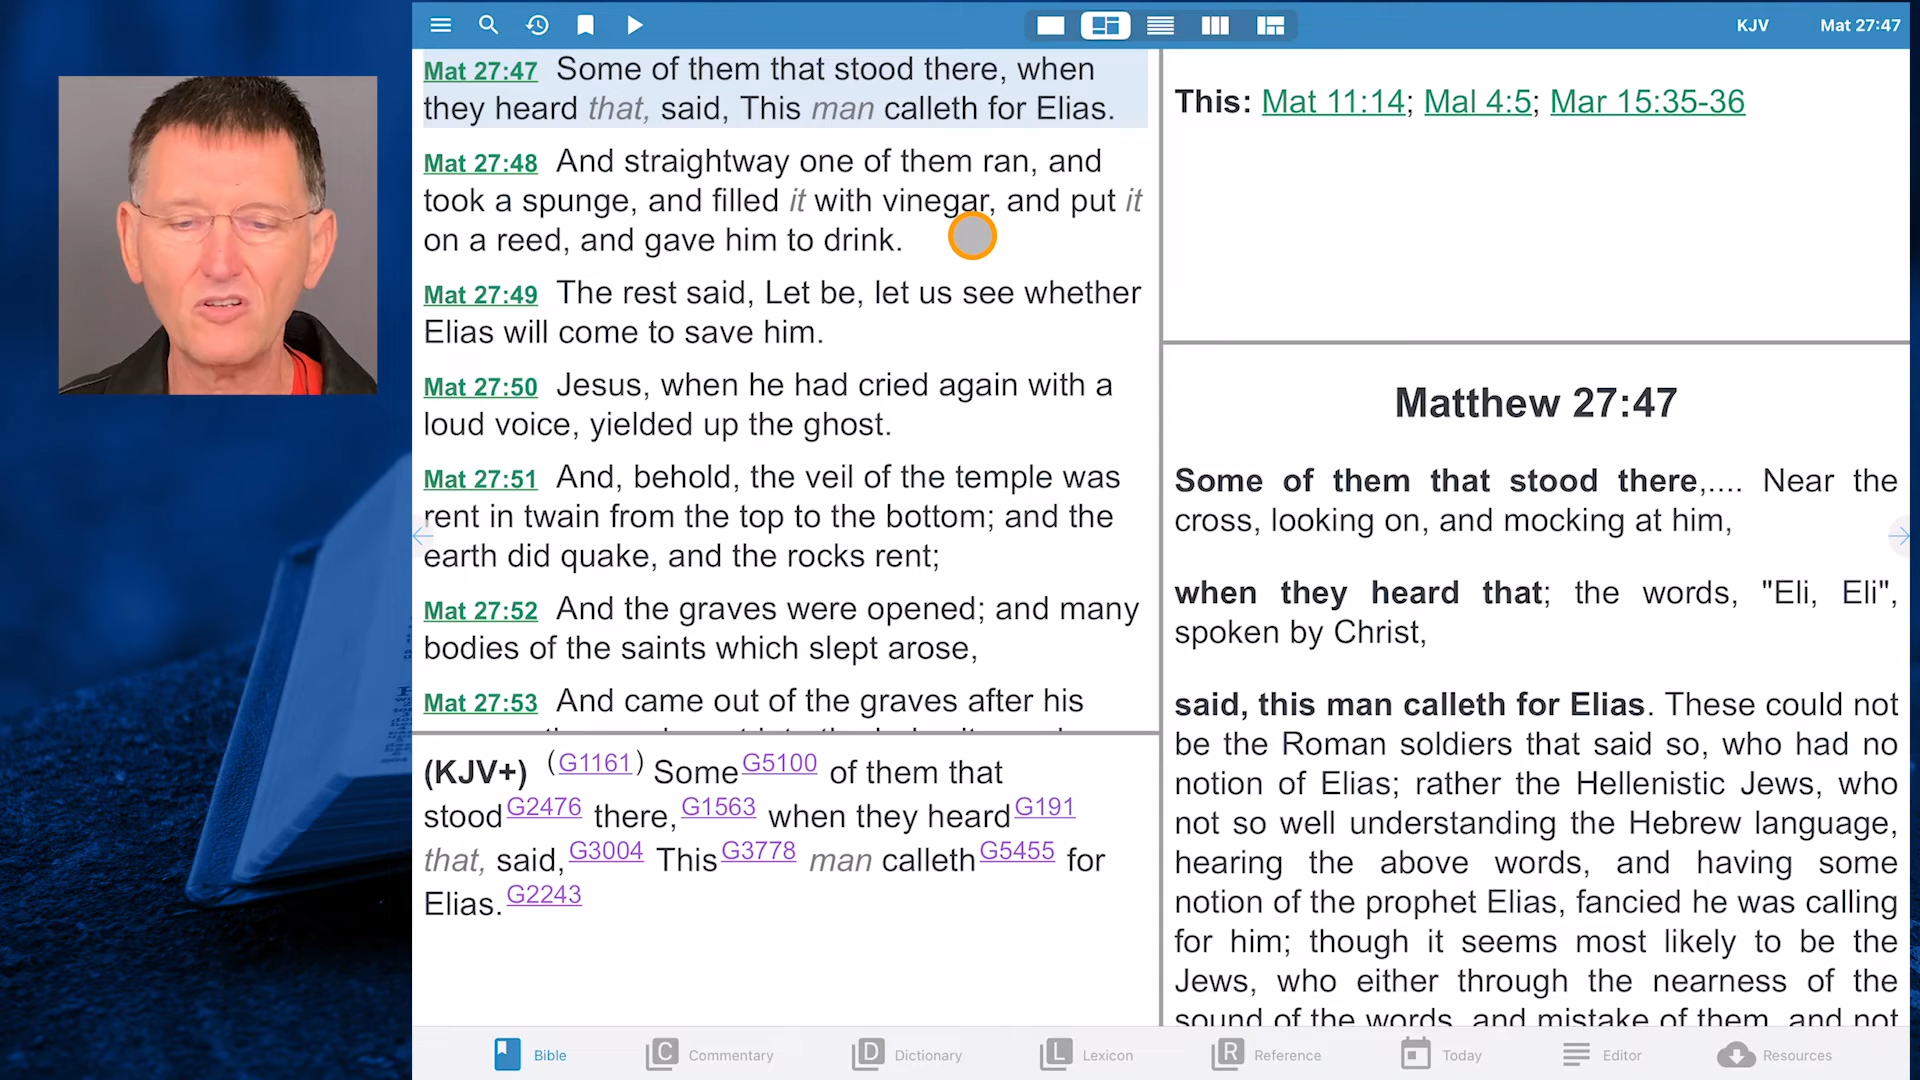 KJV
Mat 27:47
Mat 27:47 Some of them that stood there, when
they heard that, said, This man calleth for Elias.
Mat 27:48 And straightway one of them ran, and
took a spunge, and filled it with vinegar, and put it
on a reed, and gave him to drink.
Mat 27:49 The rest said, Let be, let us see whether
Elias will come to save him.
Mat 27:50 Jesus, when he had cried again with a
loud voice, yielded up the ghost.
Mat 27:51 And, behold, the veil of the temple was
rent in twain from the top to the bottom; and the
earth did quake, and the rocks rent;
Mat 27:52 And the graves were opened; and many
bodies of the saints which slept arose,
Mat 27:53 And came out of the graves after his
(KJV+) (G1161) Some G5100 of them that
stood G2476 there, G1563 when they heard G191
that, said, G3004 This G3778 man calleth G5455 for
Elias. G2243
This: Mat 11:14; Mal 4:5; Mar 15:35-36
Matthew 27:47
Some of them that stood there,.... Near the
cross, looking on, and mocking at him,
when they heard that; the words, "Eli, Eli",
spoken by Christ,
said, this man calleth for Elias. These could not
be the Roman soldiers that said so, who had no
notion of Elias; rather the Hellenistic Jews, who
not so well understanding the Hebrew language,
hearing the above words, and having some
notion of the prophet Elias, fancied he was calling
for him; though it seems most likely to be the
Jews, who either through the nearness of the
sound of the words, and mistake of them, and not
Bible
C Commentary
D Dictionary
L Lexicon
R Reference
Today
Editor
Resources